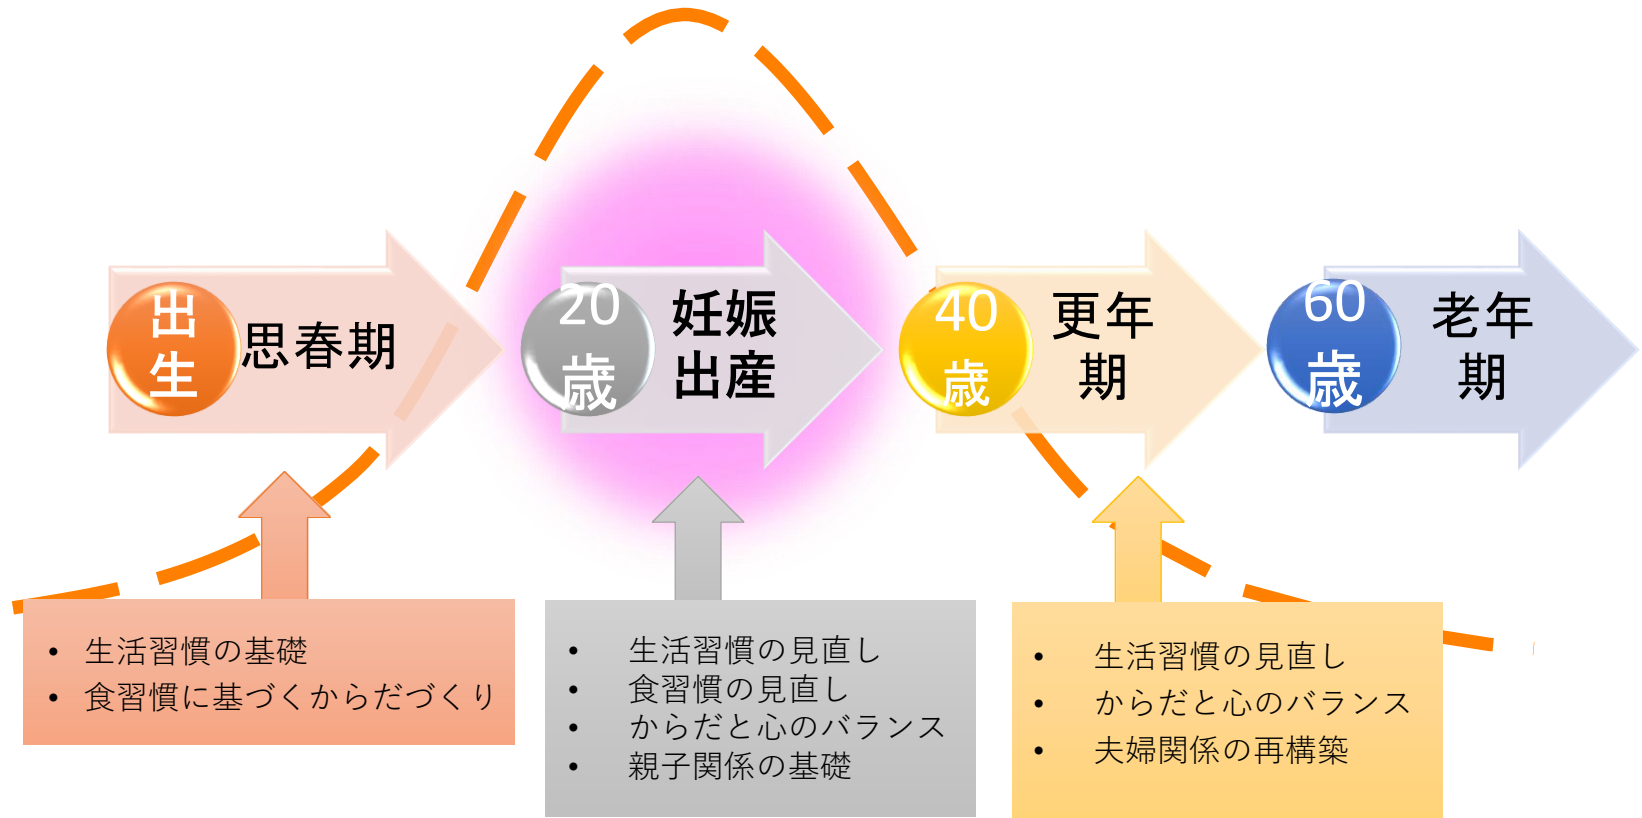 出
生
思春期
20
歳
妊娠
出産
40
歳
更年
期
60
歳
老年
期
• 生活習慣の基礎
• 食習慣に基づくからだづくり
• 生活習慣の見直し
• 食習慣の見直し
• からだと心のバランス
• 親子関係の基礎
• 生活習慣の見直し
• からだと心のバランス
• 夫婦関係の再構築